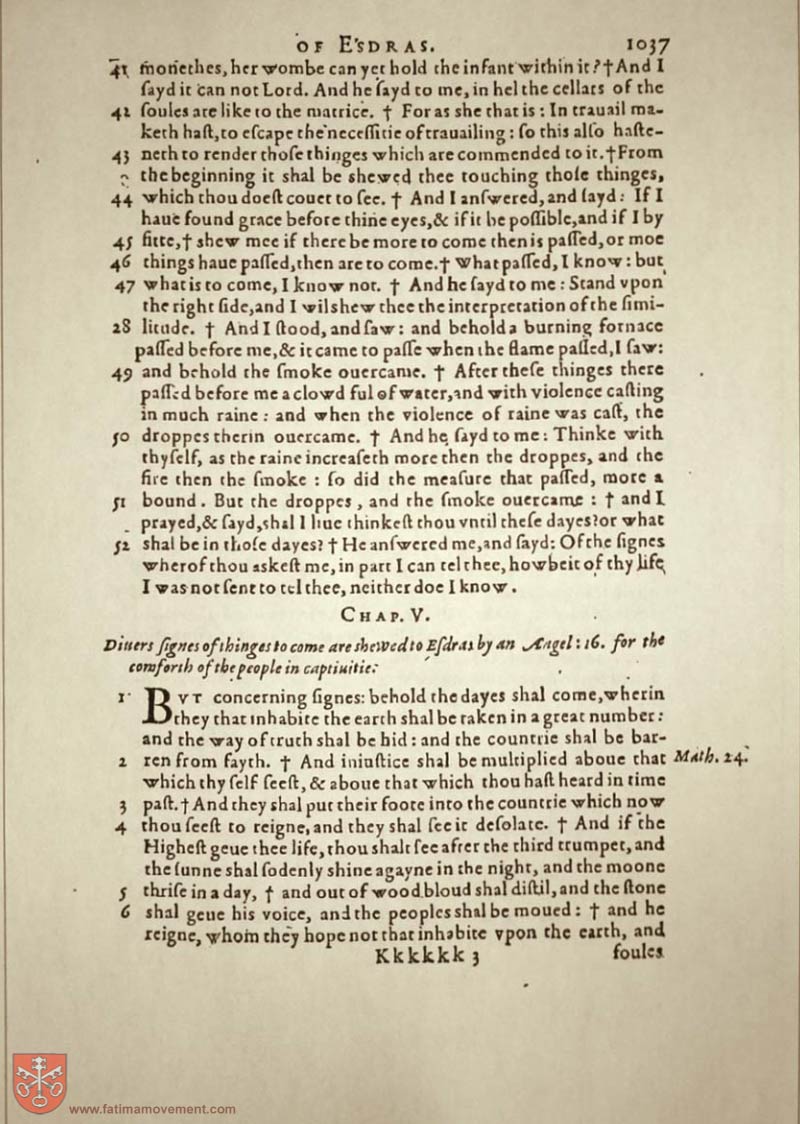 OF E'SDRAS. 1037
41 monethes, her wombe can yet hold the infant within it? † And I
sayd it can not Lord. And he sayd to me, in hel the cellars of the
42 soules are like to the matrice. † For as she that is : In trauail ma-
keth hast, to escape the necessitie of trauailing : so this also haste-
43 neth to render those thinges which are commended to it. † From
the beginning it shal be shewed thee touching those thinges,
44 which thou doest couet to see. † And I answered, and sayd : If I
haue found grace before thine eyes, & if it be possible, and if I by
45 fitte, † shew mee if there be more to come then is passed, or moe
46 things haue passed, then are to come. † What passed, I know : but
47 what is to come, I know not. † And he sayd to me : Stand vpon
the right side, and I wil shew thee the interpretation of the simi-
28 litude. † And I stood, and saw : and behold a burning fornace
passed before me, & it came to passe when the flame passed, I saw:
49 and behold the smoke ouercame. † After these thinges there
passed before me a clowd ful of water, and with violence casting
in much raine : and when the violence of raine was cast, the
50 droppes therin ouercame. † And he sayd to me : Thinke with
thyself, as the raine increaseth more then the droppes, and the
fire then the smoke : so did the measure that passed, more a
51 bound. But the droppes, and the smoke ouercame : † and I
prayed, & sayd, shal I liue thinkest thou vntil these dayes? or what
52 shal be in those dayes? † He answered me, and sayd: Of the signes
wherof thou askest me, in part I can tel thee, howbeit of thy life
I was not sent to tel thee, neither doe I know.
CHAP. V.
Diuers signes of thinges to come are shewed to Esdras by an Angel : 16. for the
comforth of the people in captiuitie:
1 BVT concerning signes: behold the dayes shal come, wherin
they that inhabite the earth shal be taken in a great number :
and the way of truth shal be hid : and the countrie shal be bar-
2 ren from fayth. † And iniustice shal be multiplied aboue that Math. 24.
which thy self seest, & aboue that which thou hast heard in time
3 past. † And they shal put their foote into the countrie which now
4 thou seest to reigne, and they shal see it desolate. † And if the
Highest geue thee life, thou shalt see after the third trumpet, and
the sunne shal sodenly shine agayne in the night, and the moone
5 thrise in a day, † and out of wood bloud shal distil, and the stone
6 shal geue his voice, and the peoples shal be moued : † and he
reigne, whom they hope not that inhabite vpon the earth, and
Kkkkkk 3 foules
www.fatimamovement.com